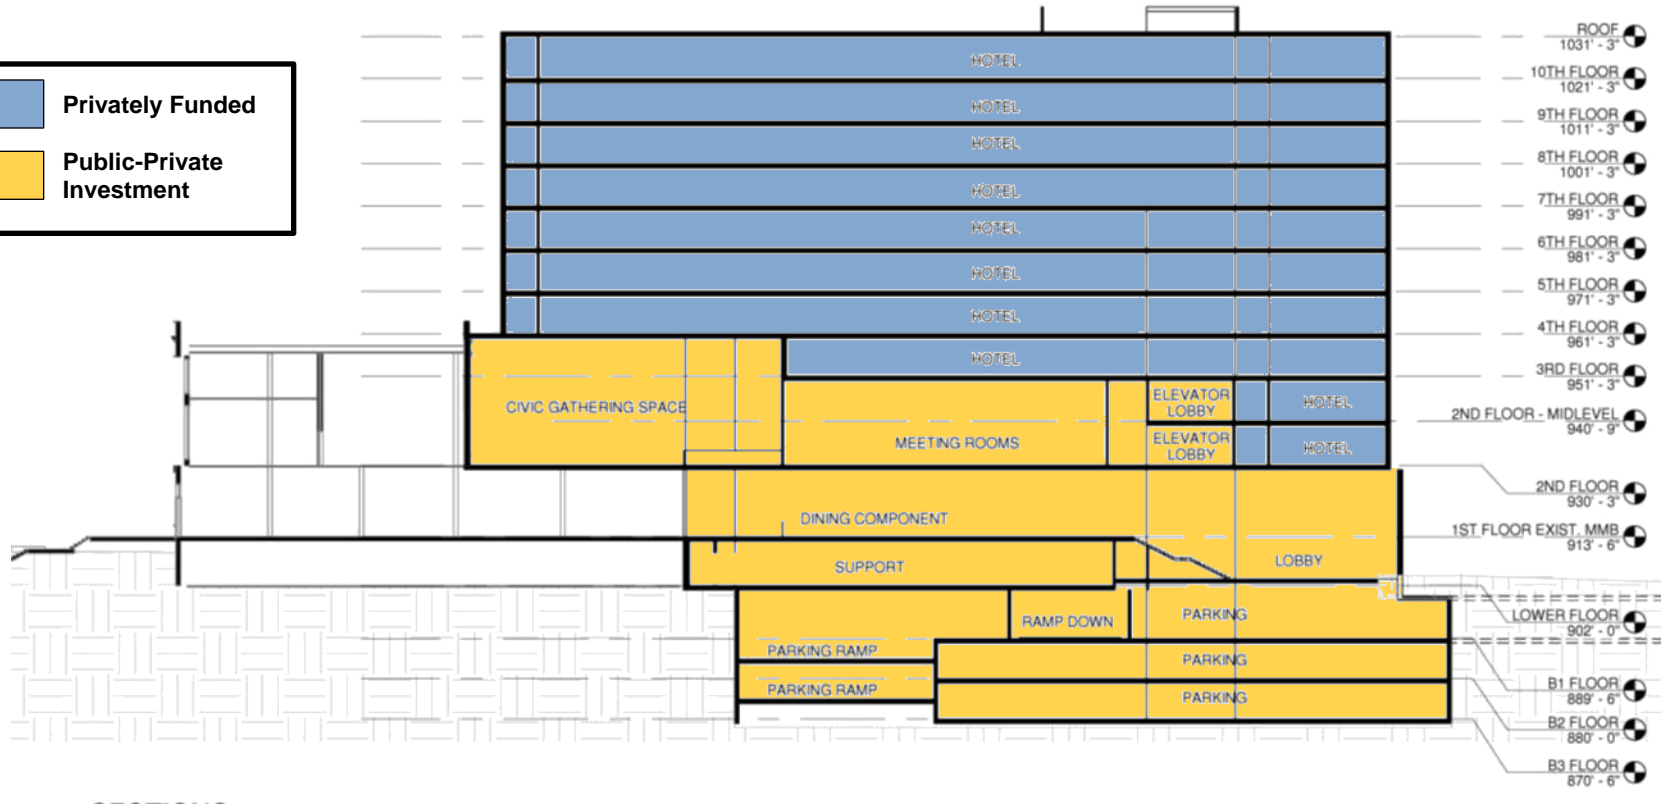 Privately Funded
Public-Private
Investment
HOTEL
HOTEL
HOTEL
HOTEL
HOTEL
HOTEL
HOTEL
HOTEL
CIVIC GATHERING SPACE
MEETING ROOMS
ELEVATOR
LOBBY
HOTEL
ELEVATOR
LOBBY
HOTEL
DINING COMPONENT
LOBBY
SUPPORT
RAMP DOWN
PARKING
PARKING RAMP
PARKING
PARKING RAMP
PARKING
ROOF
1031' - 3"
10TH FLOOR
1021' - 3"
9TH FLOOR
1011' - 3"
8TH FLOOR
1001' - 3"
7TH FLOOR
991' - 3"
6TH FLOOR
981' - 3"
5TH FLOOR
971' - 3"
4TH FLOOR
961' - 3"
3RD FLOOR
951' - 3"
2ND FLOOR - MIDLEVEL
940' - 9"
2ND FLOOR
930' - 3"
1ST FLOOR EXIST. MMB
913' - 6"
LOWER FLOOR
902' - 0"
B1 FLOOR
889' - 6"
B2 FLOOR
880' - 0"
B3 FLOOR
870' - 6"